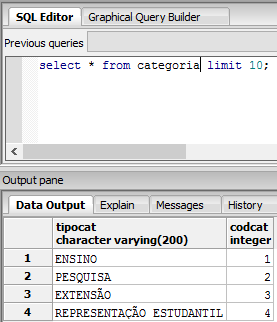 SQL Editor Graphical Query Builder
Previous queries
select * from categoria limit 10;
Output pane
Data Output Explain Messages History
tipocat codcat
character varying(200) integer
1 ENSINO 1
2 PESQUISA 2
3 EXTENSÃO 3
4 REPRESENTAÇÃO ESTUDANTIL 4